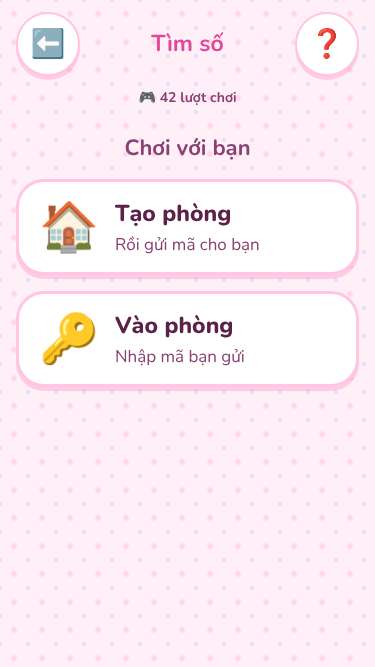 Tìm số
🎮 42 lượt chơi
Chơi với bạn
Tạo phòng
Rồi gửi mã cho bạn
Vào phòng
Nhập mã bạn gửi